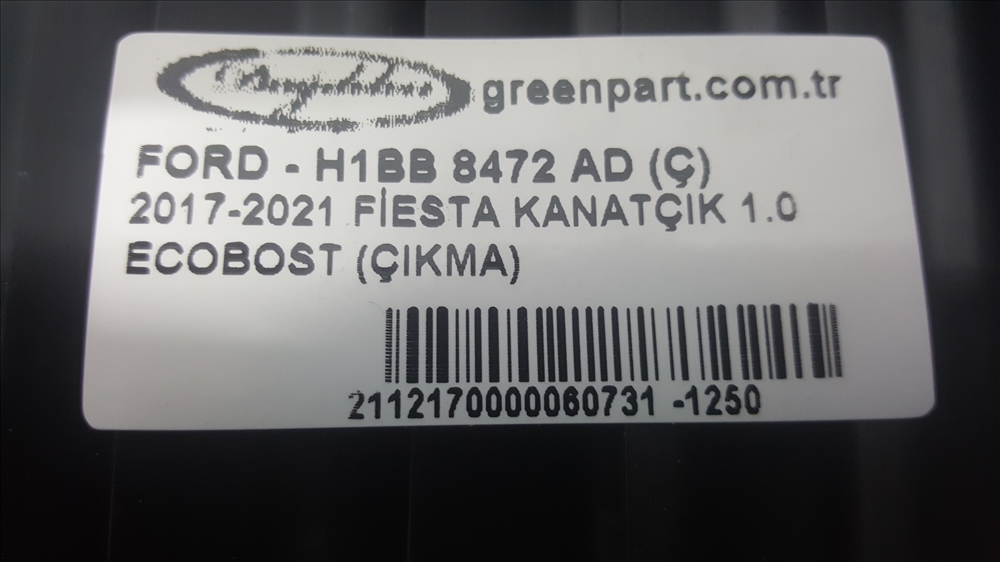 greenpart.com.tr
FORD - H1BB 8472 AD (Ç)
2017-2021 FİESTA KANATÇIK 1.0
ECOBOST (ÇIKMA)
2112170000060731 -1250